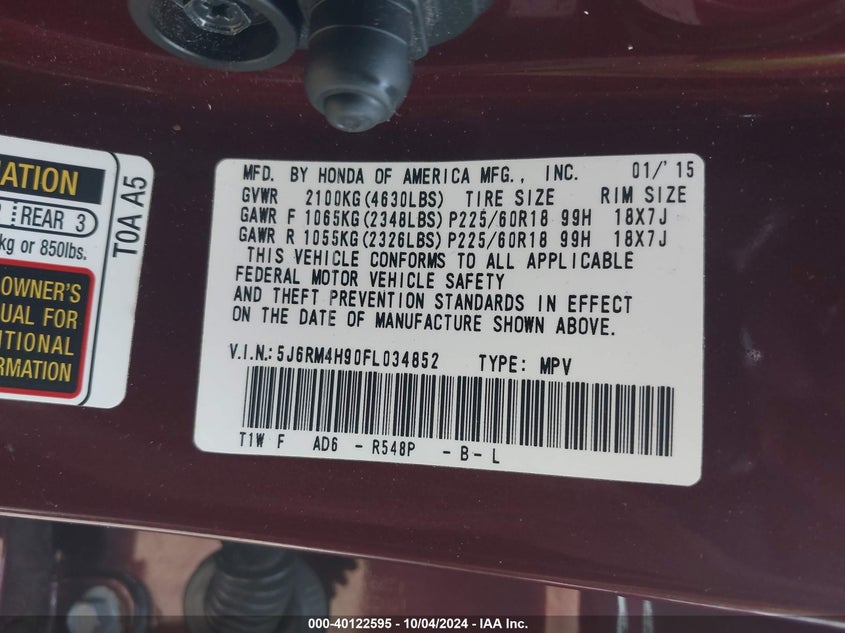 ATION
REAR 3
kg or 850lbs.
OWNER'S
UAL FOR
ITIONAL
RMATION
T0A A5
MFD. BY HONDA OF AMERICA MFG., INC. 01/'15
GVWR 2100KG(4630LBS) TIRE SIZE RIM SIZE
GAWR F 1065KG(2348LBS) P225/60R18 99H 18X7J
GAWR R 1055KG(2326LBS) P225/60R18 99H 18X7J
THIS VEHICLE CONFORMS TO ALL APPLICABLE
FEDERAL MOTOR VEHICLE SAFETY
AND THEFT PREVENTION STANDARDS IN EFFECT
ON THE DATE OF MANUFACTURE SHOWN ABOVE.
V.I.N.: 5J6RM4H90FL034852 TYPE: MPV
T1W F AD6 - R548P - B - L
000-40122595 - 10/04/2024 - IAA Inc.